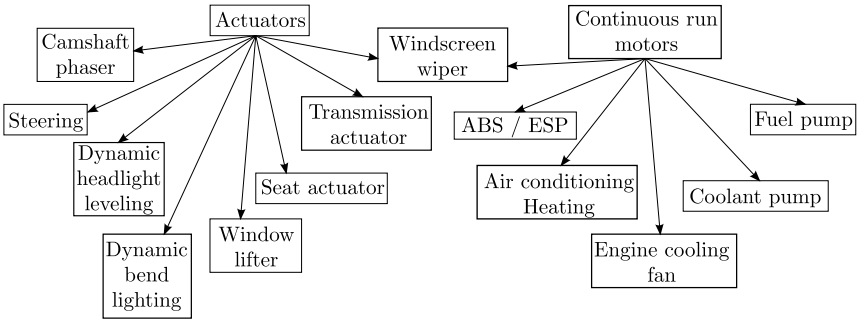 Actuators
Continuous run
motors
Camshaft
phaser
Windscreen
wiper
Steering
Transmission
actuator
ABS / ESP
Fuel pump
Dynamic
headlight
leveling
Seat actuator
Air conditioning
Heating
Coolant pump
Dynamic
bend
lighting
Window
lifter
Engine cooling
fan